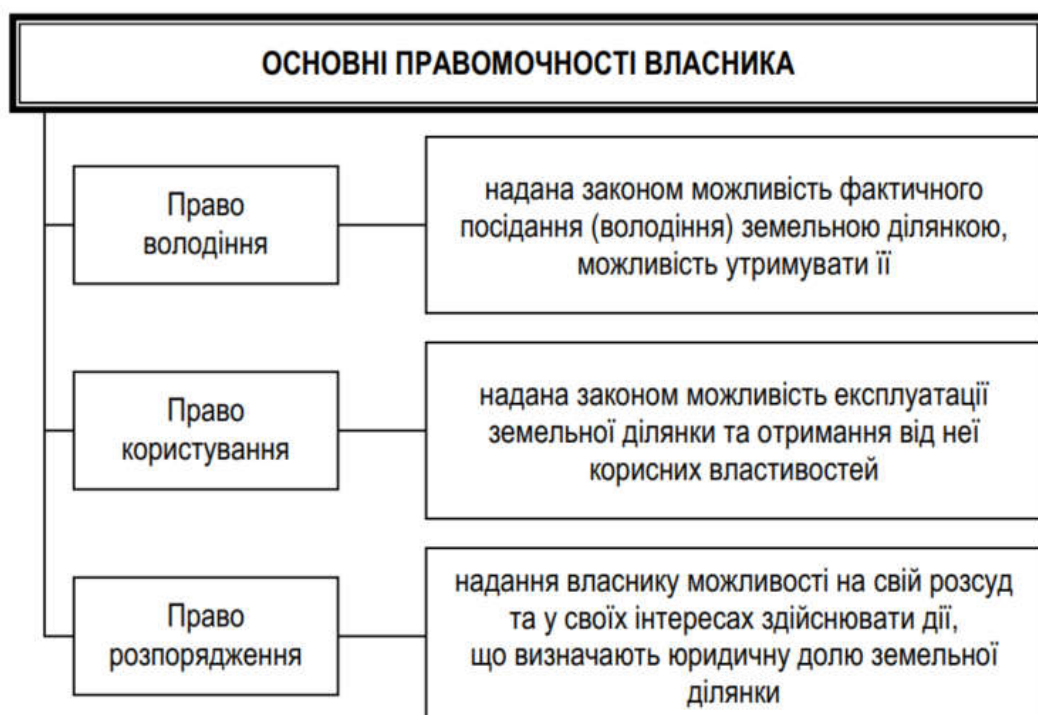 ОСНОВНІ ПРАВОМОЧНОСТІ ВЛАСНИКА
Право
володіння
надана законом можливість фактичного
посідання (володіння) земельною ділянкою,
можливість утримувати її
Право
користування
надана законом можливість експлуатації
земельної ділянки та отримання від неї
корисних властивостей
Право
розпорядження
надання власнику можливості на свій розсуд
та у своїх інтересах здійснювати дії,
що визначають юридичну долю земельної
ділянки